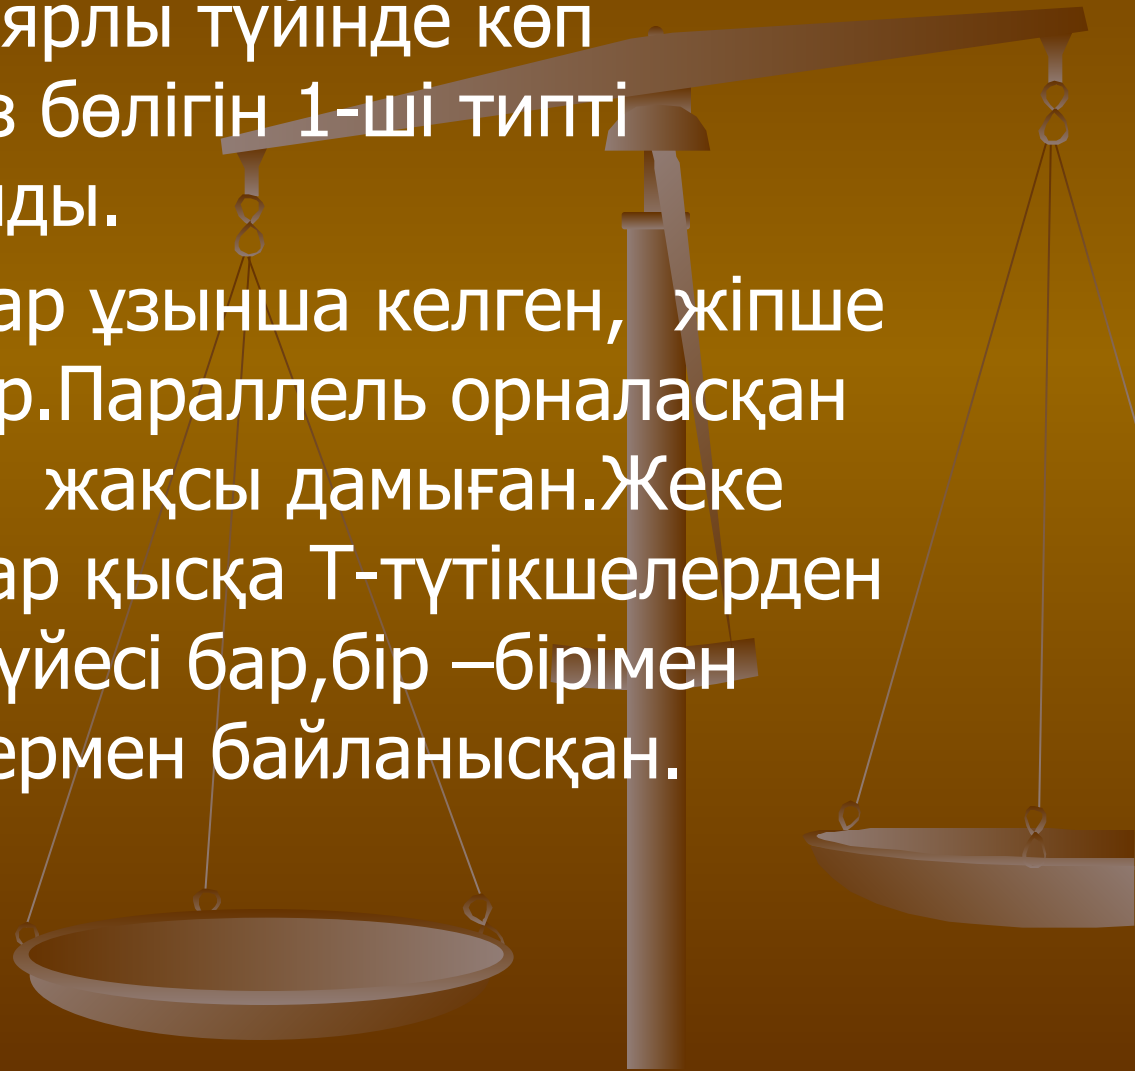 ярлы түйінде көп
з бөлігін 1-ші типті
ды.
ар ұзынша келген, жіпше
р.Параллель орналасқан
жақсы дамыған.Жеке
ар қысқа Т-түтікшелерден
үйесі бар,бір –бірімен
ермен байланысқан.